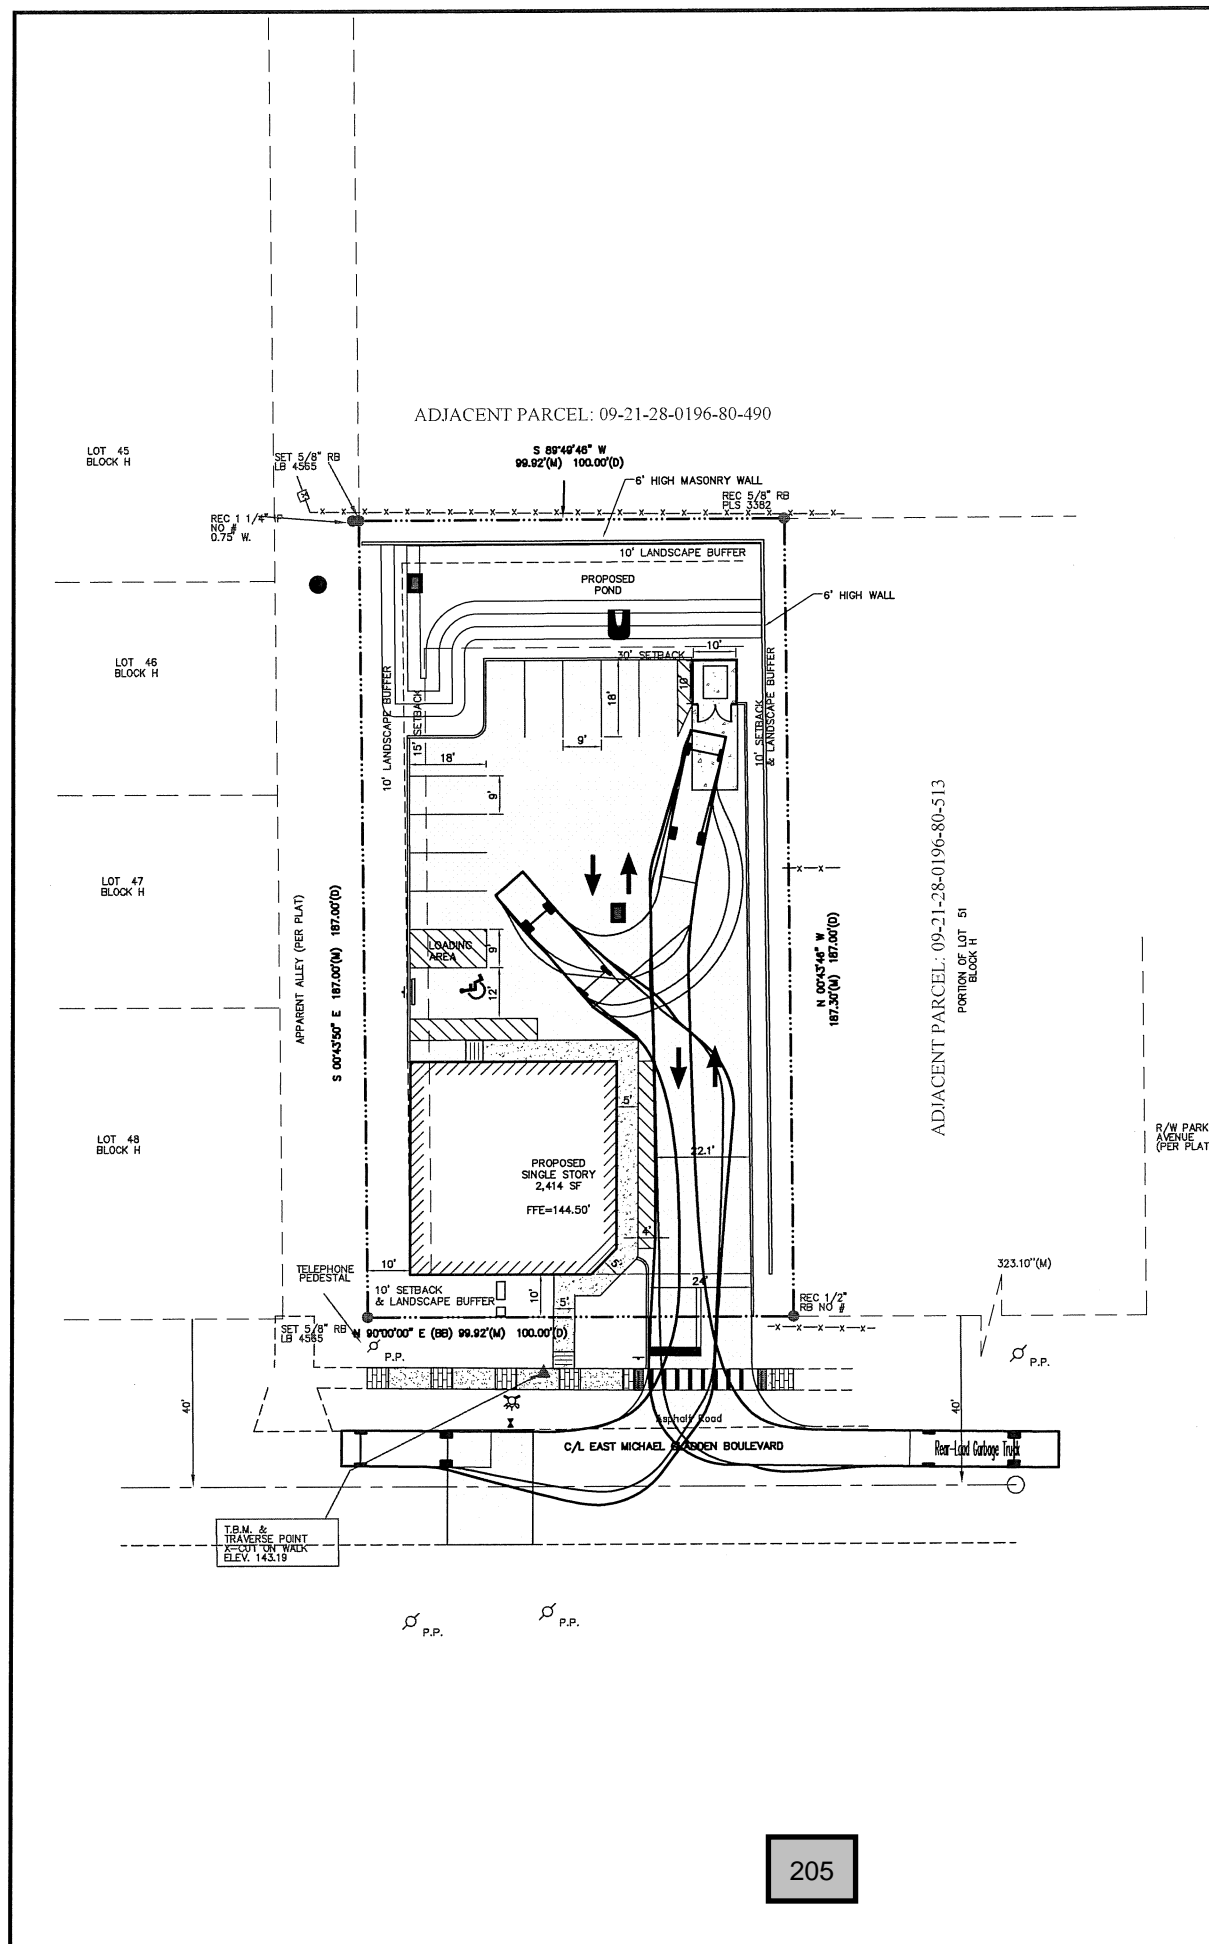 ADJACENT PARCEL: 09-21-28-0196-80-490
LOT 45
BLOCK H
S 89°49'46" W
99.92'(M) 100.00'(D)
SET 5/8" RB
LB 4565
6' HIGH MASONRY WALL
REC 5/8" RB
PLS 3382
REC 1 1/4" P
NO #
0.75' W.
10' LANDSCAPE BUFFER
PROPOSED
POND
6' HIGH WALL
LOT 46
BLOCK H
30' SETBACK
10'
10'
18'
9'
10' LANDSCAPE BUFFER
15' SETBACK
10' SETBACK
& LANDSCAPE BUFFER
18'
9'
LOT 47
BLOCK H
APPARENT ALLEY (PER PLAT)
S 00°43'50" E 187.00'(M) 187.00'(D)
LOADING
AREA
9'
12'
N 00°43'46" W
187.30'(M) 187.00'(D)
ADJACENT PARCEL: 09-21-28-0196-80-513
PORTION OF LOT 51
BLOCK H
LOT 48
BLOCK H
5'
22.1'
R/W PARK
AVENUE
(PER PLAT
PROPOSED
SINGLE STORY
2,414 SF
FFE=144.50'
4'
5'
TELEPHONE
PEDESTAL
10'
10' SETBACK
& LANDSCAPE BUFFER
10'
5'
24'
323.10"(M)
REC 1/2"
RB NO #
SET 5/8" RB
LB 4565
N 90°00'00" E (BB) 99.92'(M) 100.00'(D)
P.P.
P.P.
40'
40'
Asphalt Road
C/L EAST MICHAEL GLADDEN BOULEVARD
Rear-Load Garbage Truck
T.B.M. &
TRAVERSE POINT
X-CUT ON WALK
ELEV. 143.19
P.P.
P.P.
205